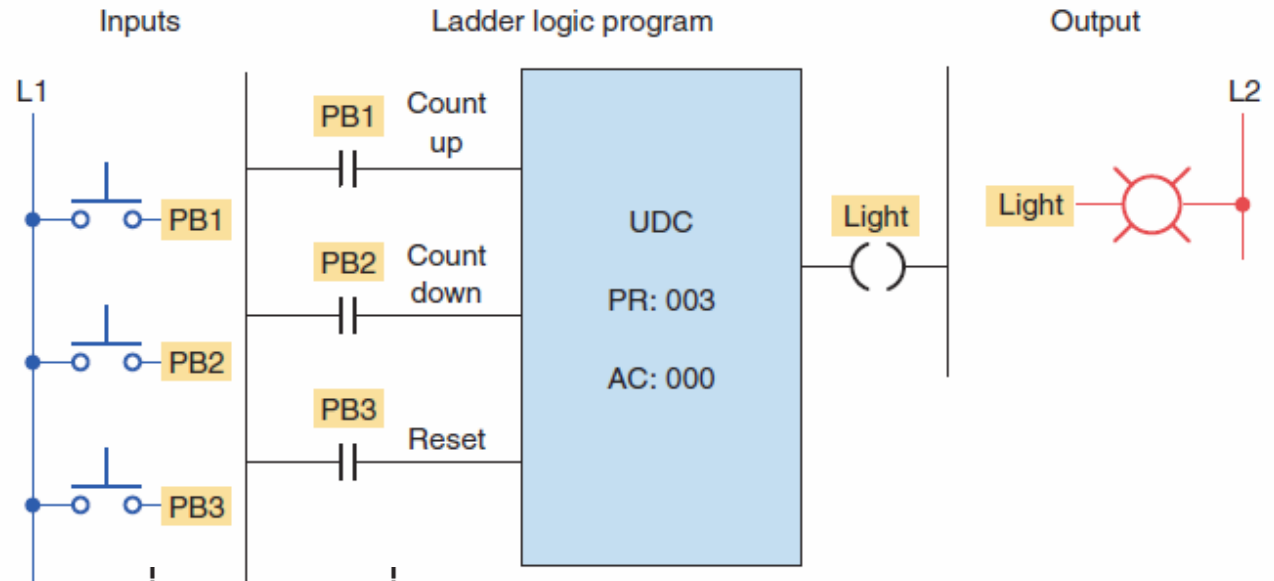 Inputs
Ladder logic program
Output
L1
L2
PB1
PB2
PB3
PB1
Count
up
PB2
Count
down
PB3
Reset
UDC
PR: 003
AC: 000
Light
Light